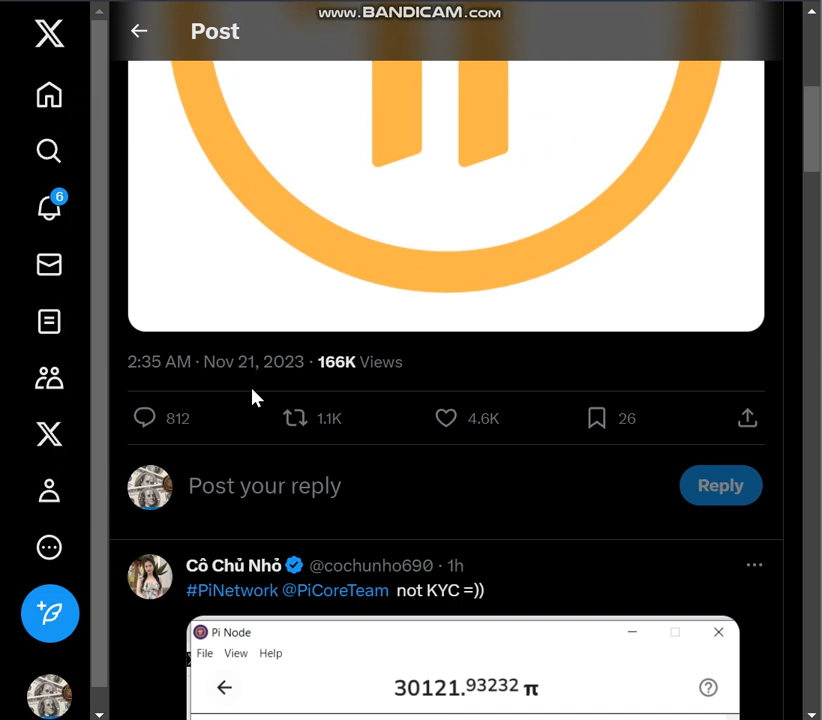 www.BANDICAM.com
Post
6
2:35 AM · Nov 21, 2023 · 166K Views
812 1.1K 4.6K 26
Post your reply Reply
Cô Chủ Nhỏ @cochunho690 · 1h
#PiNetwork @PiCoreTeam not KYC =))
Pi Node
File View Help
30121.93232 π